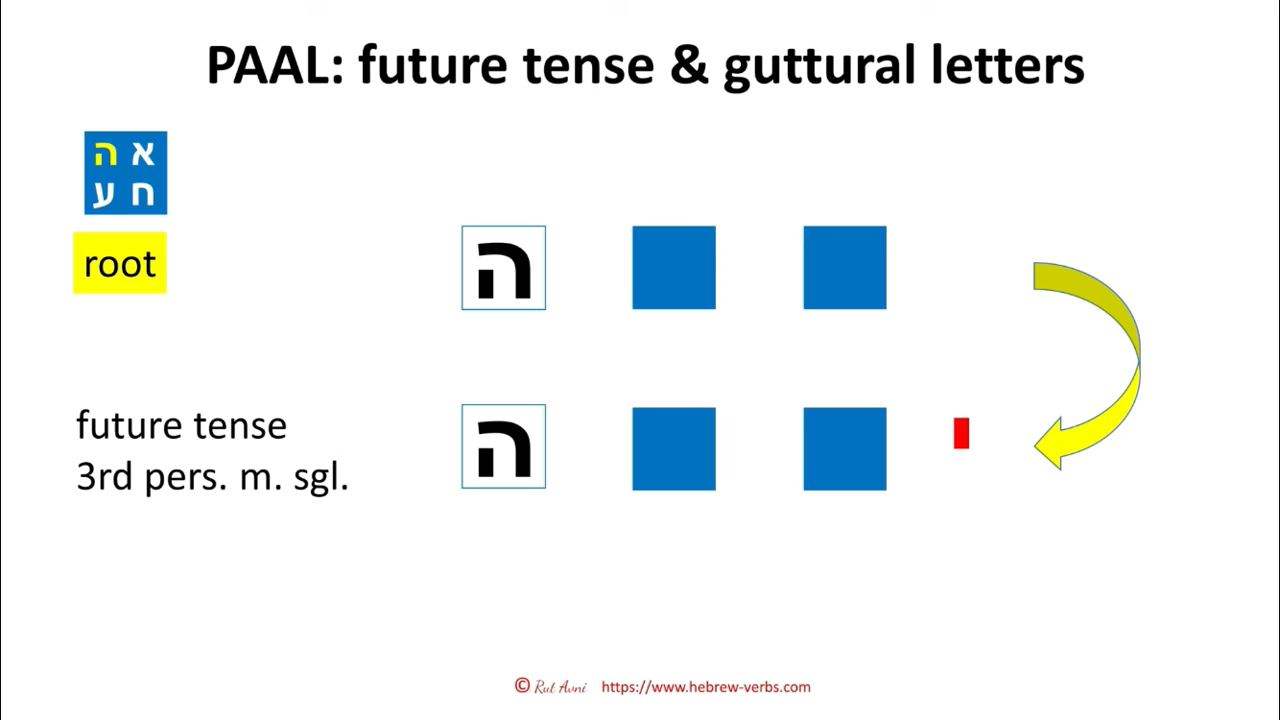 PAAL: future tense & guttural letters
א ה
ח ע
root
ה
future tense
3rd pers. m. sgl.
י ה
© Rut Avni https://www.hebrew-verbs.com